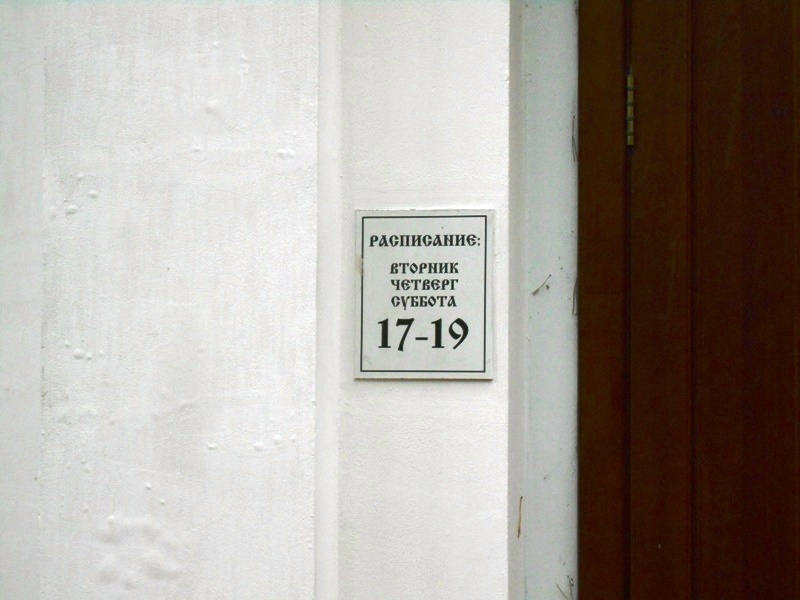 РАСПИСАНИЕ:
ВТОРНИК
ЧЕТВЕРГ
СУББОТА
17-19